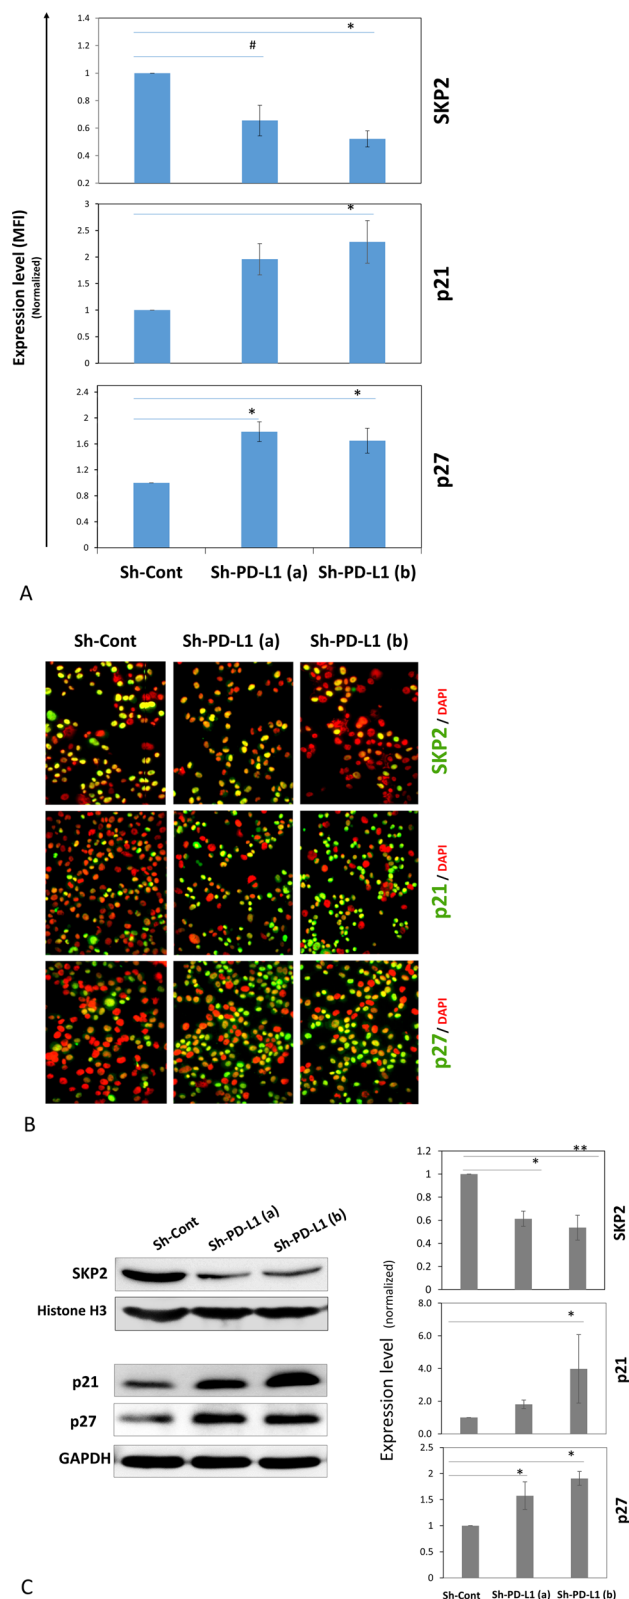 Expression level (MFI)
(Normalized)
1.4
1.2
1
0.8
0.6
0.4
0.2
*
#
SKP2
3
2.5
2
1.5
1
0.5
0
*
p21
2.4
2
1.6
1.2
0.8
0.4
0
*
*
p27
Sh-Cont Sh-PD-L1 (a) Sh-PD-L1 (b)
A
Sh-Cont Sh-PD-L1 (a) Sh-PD-L1 (b)
SKP2 / DAPI
p21 / DAPI
p27/ DAPI
B
Sh-Cont Sh-PD-L1 (a) Sh-PD-L1 (b)
SKP2
Histone H3
p21
p27
GAPDH
Expression level (normalized)
1.2
1
0.8
0.6
0.4
0.2
0
**
*
SKP2
8.0
6.0
4.0
2.0
0.0
*
p21
2.5
2
1.5
1
0.5
0
*
*
p27
Sh-Cont Sh-PD-L1 (a) Sh-PD-L1 (b)
C